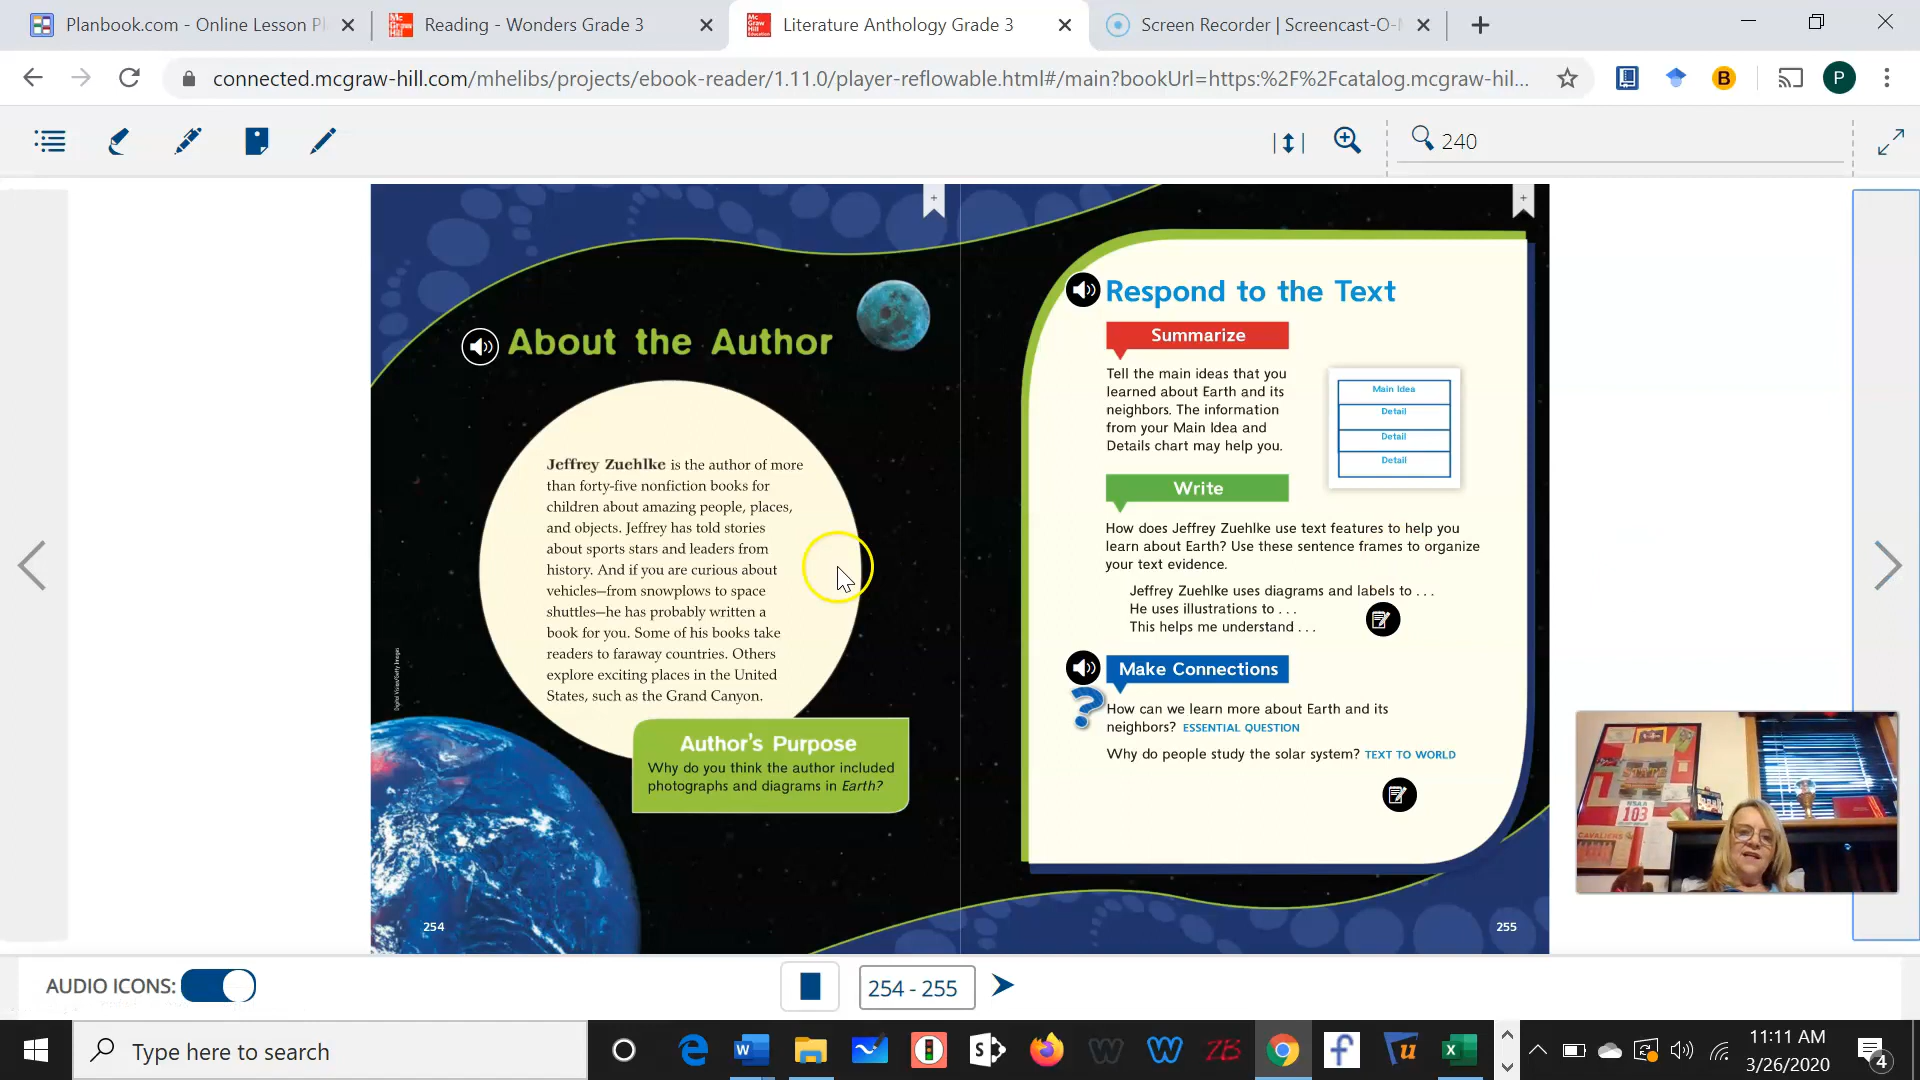 Planbook.com - Online Lesson Pl
Reading - Wonders Grade 3
Literature Anthology Grade 3
Screen Recorder | Screencast-O-M
connected.mcgraw-hill.com/mhelibs/projects/ebook-reader/1.11.0/player-reflowable.html#/main?bookUrl=https:%2F%2Fcatalog.mcgraw-hil...
B
P
240
About the Author
Jeffrey Zuehlke is the author of more
than forty-five nonfiction books for
children about amazing people, places,
and objects. Jeffrey has told stories
about sports stars and leaders from
history. And if you are curious about
vehicles—from snowplows to space
shuttles—he has probably written a
book for you. Some of his books take
readers to faraway countries. Others
explore exciting places in the United
States, such as the Grand Canyon.
Author's Purpose
Why do you think the author included
photographs and diagrams in Earth?
Digital Vision/Getty Images
254
Respond to the Text
Summarize
Tell the main ideas that you
learned about Earth and its
neighbors. The information
from your Main Idea and
Details chart may help you.
Main Idea
Detail
Detail
Detail
Write
How does Jeffrey Zuehlke use text features to help you
learn about Earth? Use these sentence frames to organize
your text evidence.
Jeffrey Zuehlke uses diagrams and labels to . . .
He uses illustrations to . . .
This helps me understand . . .
Make Connections
How can we learn more about Earth and its
neighbors? ESSENTIAL QUESTION
Why do people study the solar system? TEXT TO WORLD
255
103
CAVALIERS
AUDIO ICONS:
254 - 255
Type here to search
11:11 AM
3/26/2020
4